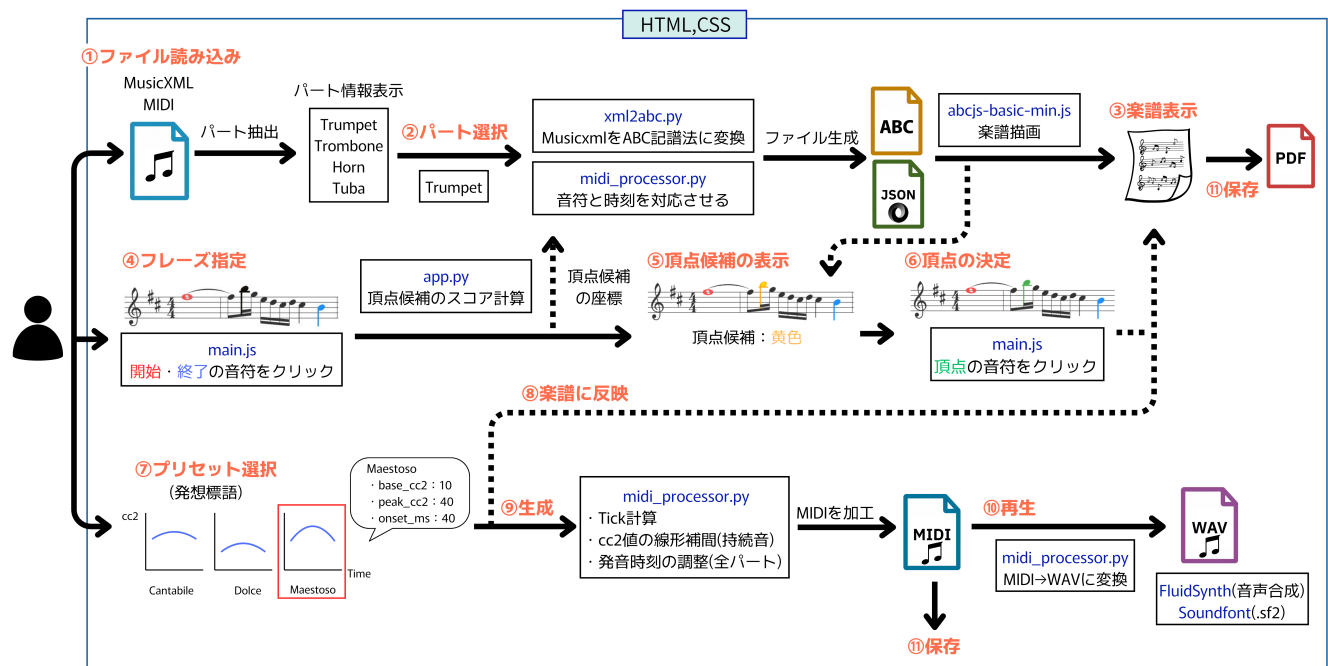 HTML,CSS
①ファイル読み込み
MusicXML
MIDI
パート抽出
パート情報表示
Trumpet
Trombone
Horn
Tuba
②パート選択
Trumpet
xml2abc.py
MusicxmlをABC記譜法に変換
midi_processor.py
音符と時刻を対応させる
ファイル生成
ABC
JSON
abcjs-basic-min.js
楽譜描画
③楽譜表示
PDF
⑪保存
④フレーズ指定
main.js
開始・終了の音符をクリック
app.py
頂点候補のスコア計算
頂点候補
の座標
⑤頂点候補の表示
頂点候補：黄色
⑥頂点の決定
main.js
頂点の音符をクリック
⑧楽譜に反映
⑦プリセット選択
(発想標語)
cc2
Cantabile
Dolce
Maestoso
Time
Maestoso
・base_cc2：10
・peak_cc2：40
・onset_ms：40
⑨生成
midi_processor.py
・Tick計算
・cc2値の線形補間(持続音)
・発音時刻の調整(全パート)
MIDIを加工
MIDI
⑪保存
⑩再生
midi_processor.py
MIDI→WAVに変換
WAV
FluidSynth(音声合成)
Soundfont(.sf2)